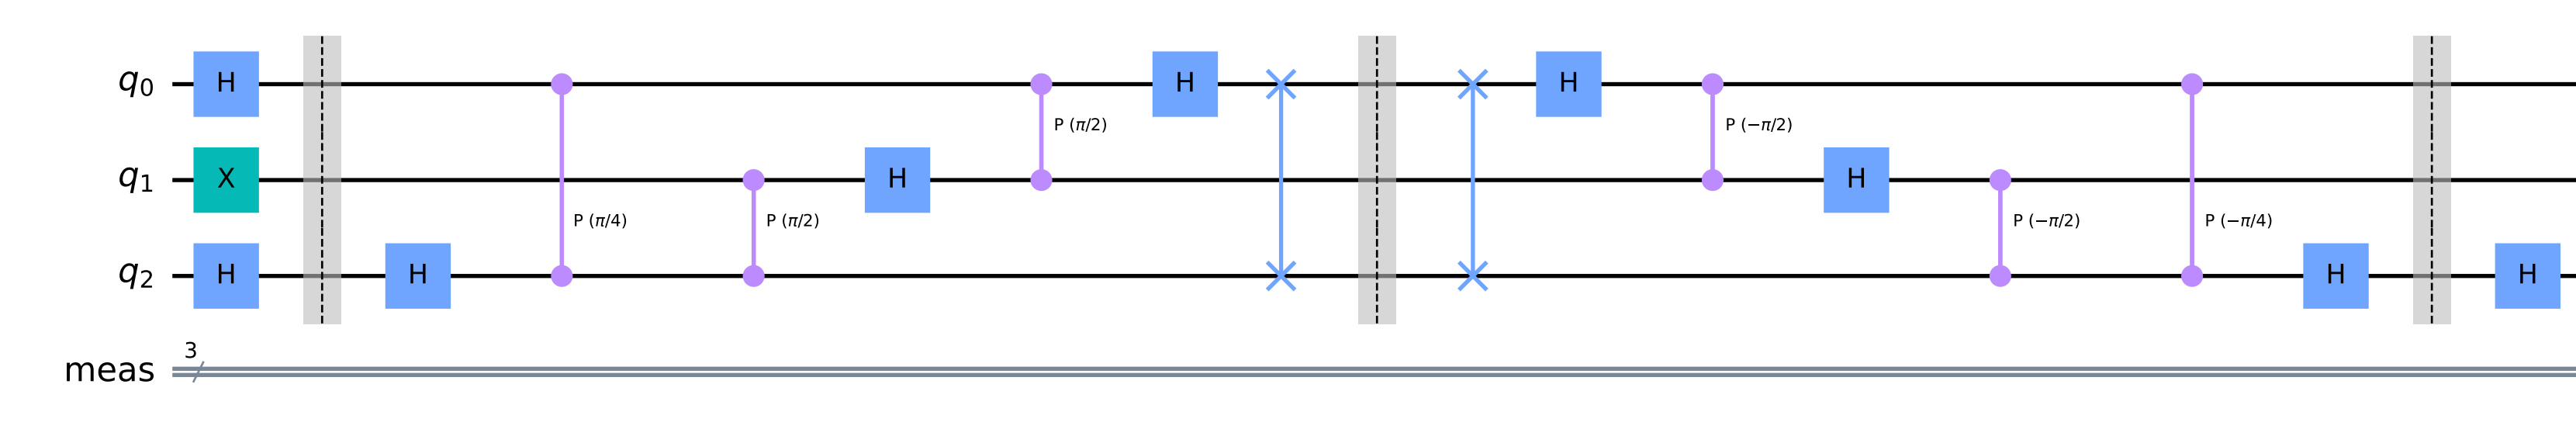 q0 H H H
P (π/2) P (−π/2)
q1 X H H
P (π/4) P (π/2) P (−π/2) P (−π/4)
q2 H H H H
3
meas